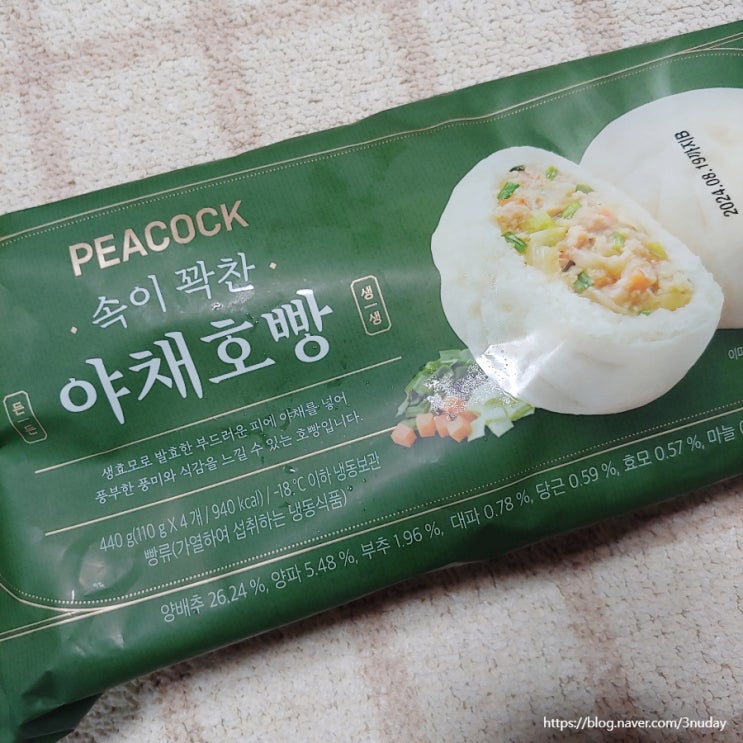 PEACOCK
속이 꽉찬
야채호빵
생생
든든
생효모로 발효한 부드러운 피에 야채를 넣어
풍부한 풍미와 식감을 느낄 수 있는 호빵입니다.
440 g(110 g X 4 개 / 940 kcal) / -18.℃ 이하 냉동보관
빵류(가열하여 섭취하는 냉동식품)
양배추 26.24 %, 양파 5.48 %, 부추 1.96 %, 대파 0.78 %, 당근 0.59 %, 효모 0.57 %, 마늘
2024.08.19까지B
https://blog.naver.com/3nuday